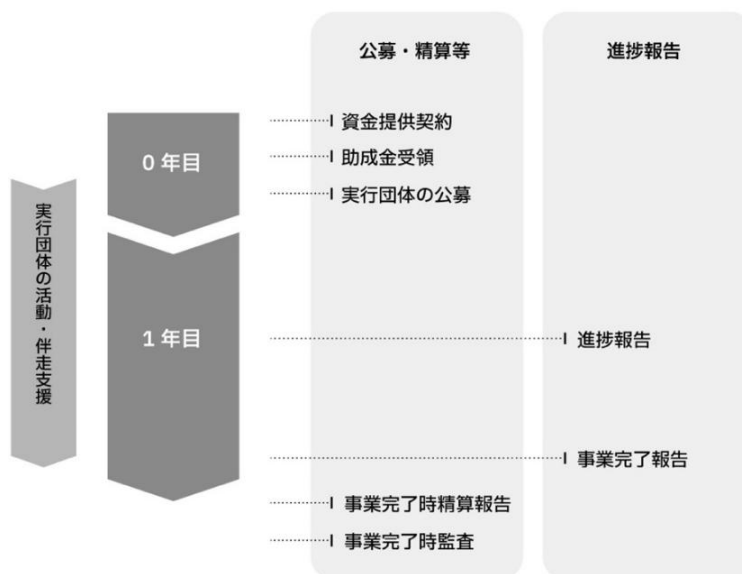 公募・精算等
進捗報告
資金提供契約
0 年目
助成金受領
実行団体の公募
実行団体の活動・伴走支援
1 年目
進捗報告
事業完了報告
事業完了時精算報告
事業完了時監査